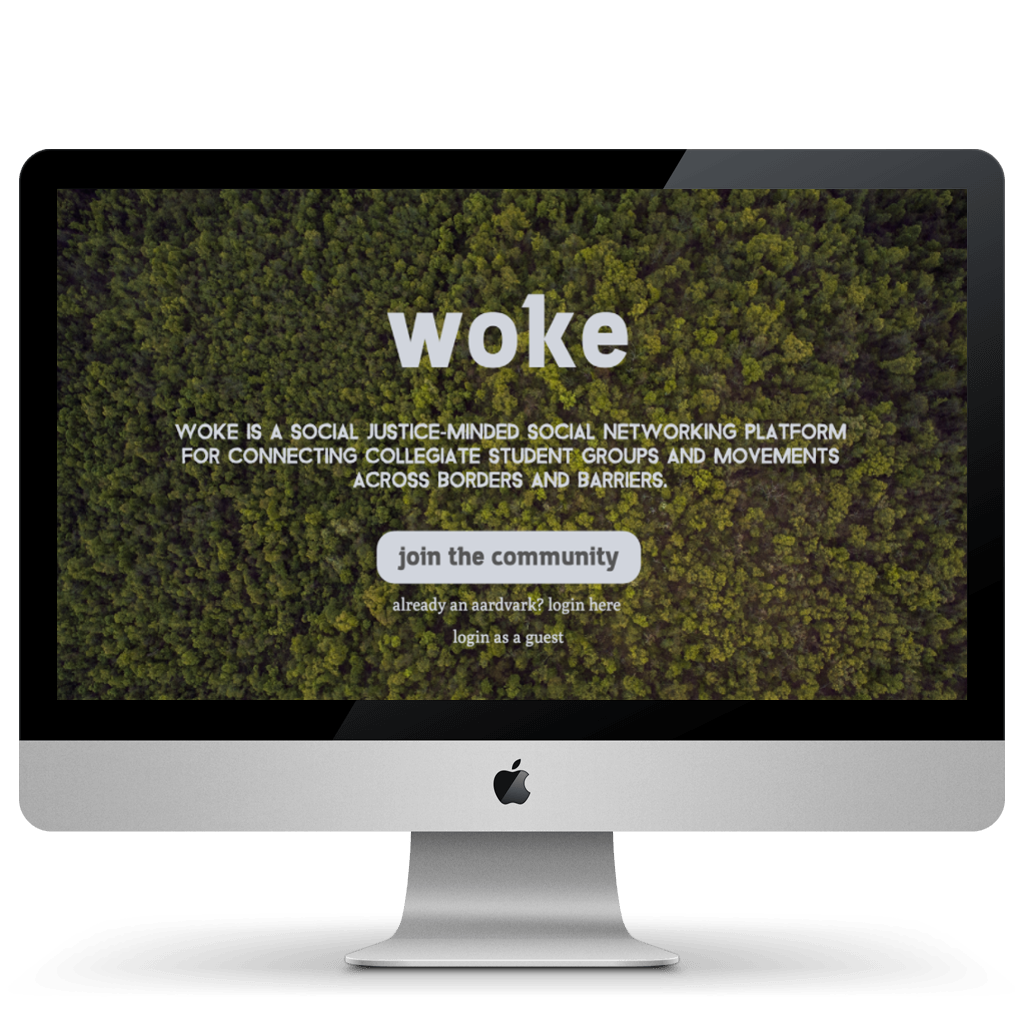 woke
WOKE IS A SOCIAL JUSTICE-MINDED SOCIAL NETWORKING PLATFORM
FOR CONNECTING COLLEGIATE STUDENT GROUPS AND MOVEMENTS
ACROSS BORDERS AND BARRIERS.
join the community
already an aardvark? login here
login as a guest